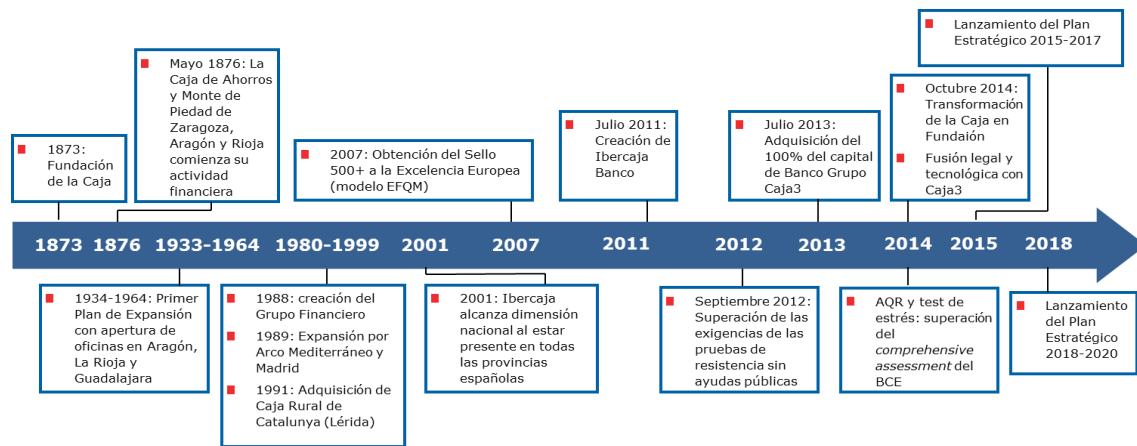 Lanzamiento del Plan
Estratégico 2015-2017
Mayo 1876: La
Caja de Ahorros
y Monte de
Piedad de
Zaragoza,
Aragón y Rioja
comienza su
actividad
financiera
Octubre 2014:
Transformación
de la Caja en
Fundaión
Fusión legal y
tecnológica con
Caja3
1873:
Fundación
de la Caja
2007: Obtención del Sello
500+ a la Excelencia Europea
(modelo EFQM)
Julio 2011:
Creación de
Ibercaja
Banco
Julio 2013:
Adquisición del
100% del capital
de Banco Grupo
Caja3
1873 1876 1933-1964 1980-1999 2001 2007 2011 2012 2013 2014 2015 2018
1934-1964: Primer
Plan de Expansión
con apertura de
oficinas en Aragón,
La Rioja y
Guadalajara
1988: creación del
Grupo Financiero
1989: Expansión por
Arco Mediterráneo y
Madrid
1991: Adquisición de
Caja Rural de
Catalunya (Lérida)
2001: Ibercaja
alcanza dimensión
nacional al estar
presente en todas
las provincias
españolas
Septiembre 2012:
Superación de las
exigencias de las
pruebas de
resistencia sin
ayudas públicas
AQR y test de
estrés: superación
del
comprehensive
assessment del
BCE
Lanzamiento
del Plan
Estratégico
2018-2020